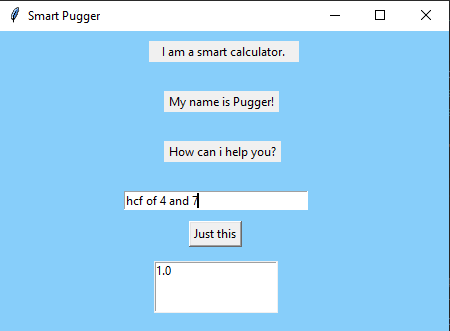 Smart Pugger
I am a smart calculator.
My name is Pugger!
How can i help you?
hcf of 4 and 7
Just this
1.0